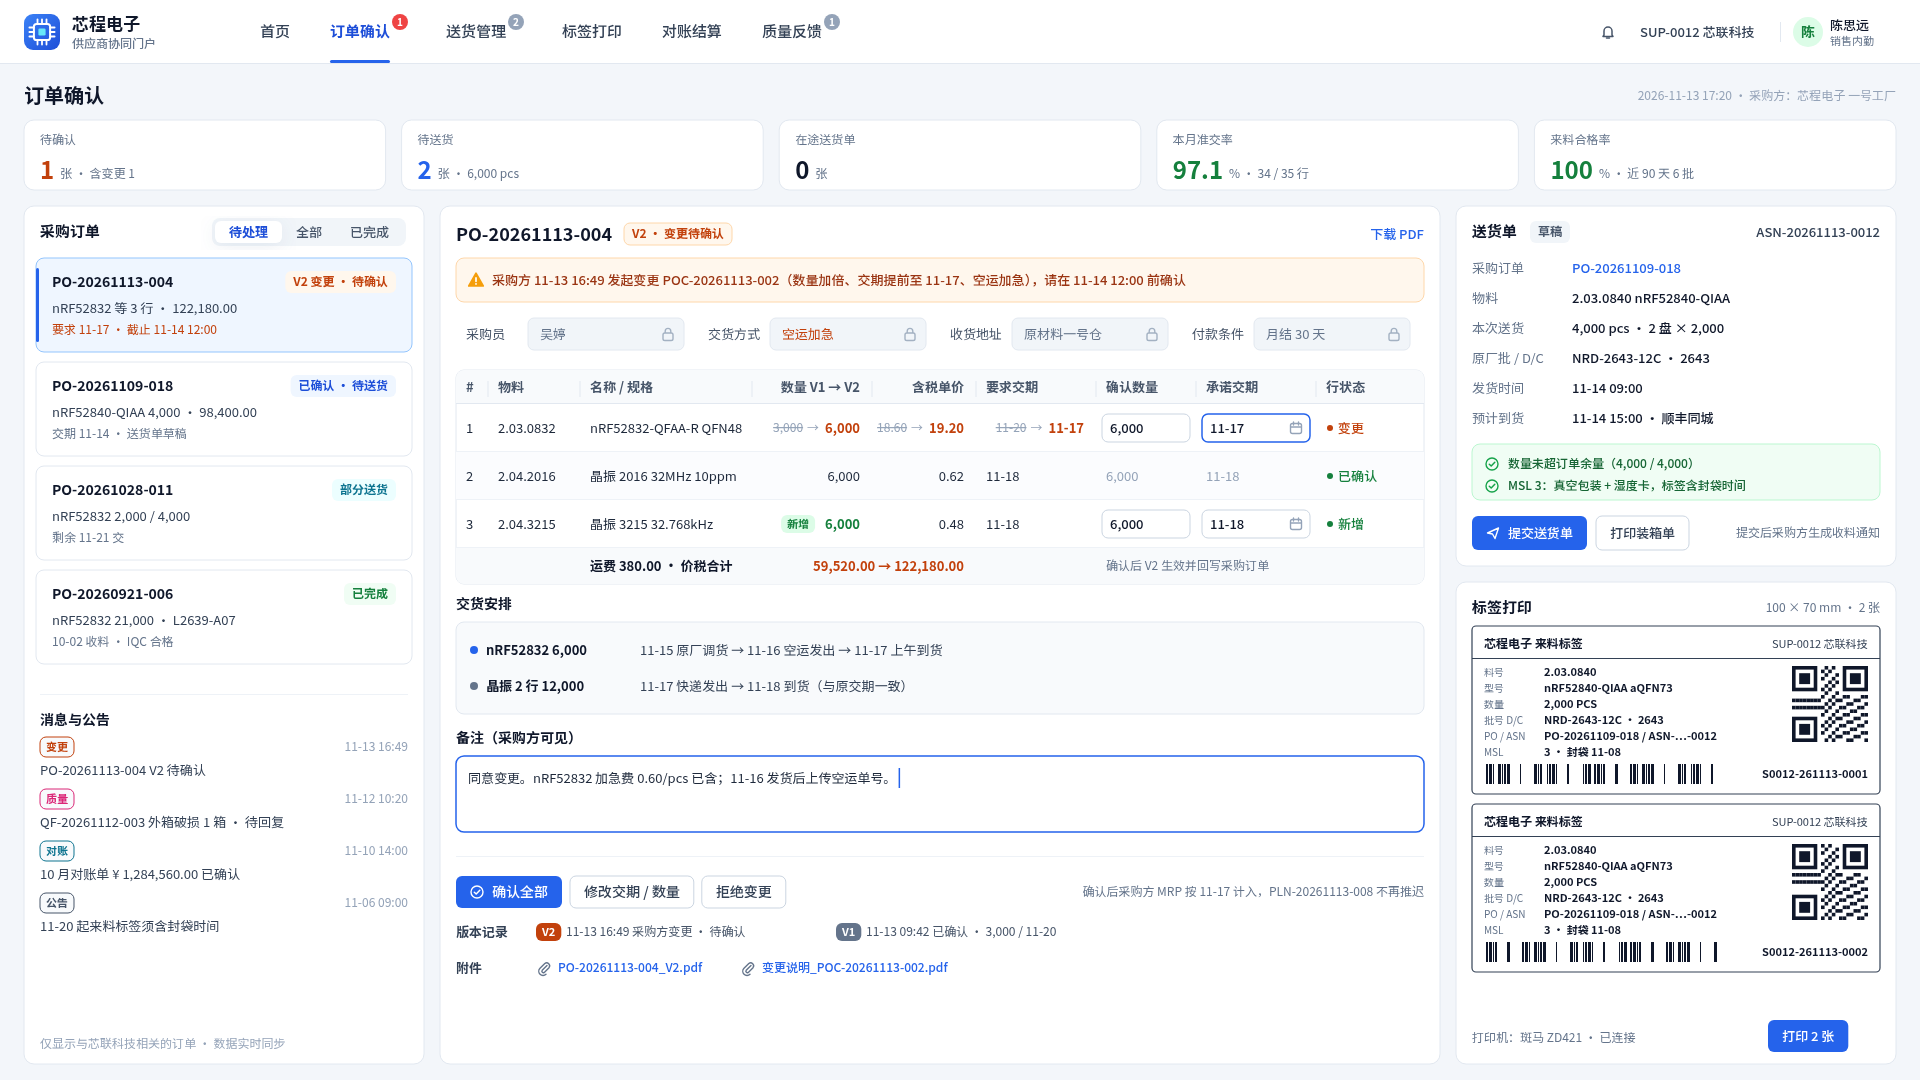 芯程电子
供应商协同门户
首页
订单确认 1
送货管理 2
标签打印
对账结算
质量反馈 1
SUP-0012 芯联科技
陈
陈思远
销售内勤
订单确认
2026-11-13 17:20 · 采购方：芯程电子 一号工厂
待确认
1 张 · 含变更 1
待送货
2 张 · 6,000 pcs
在途送货单
0 张
本月准交率
97.1 % · 34 / 35 行
来料合格率
100 % · 近 90 天 6 批
采购订单
待处理 全部 已完成
PO-20261113-004 V2 变更 · 待确认
nRF52832 等 3 行 · 122,180.00
要求 11-17 · 截止 11-14 12:00
PO-20261109-018 已确认 · 待送货
nRF52840-QIAA 4,000 · 98,400.00
交期 11-14 · 送货单草稿
PO-20261028-011 部分送货
nRF52832 2,000 / 4,000
剩余 11-21 交
PO-20260921-006 已完成
nRF52832 21,000 · L2639-A07
10-02 收料 · IQC 合格
消息与公告
变更 11-13 16:49
PO-20261113-004 V2 待确认
质量 11-12 10:20
QF-20261112-003 外箱破损 1 箱 · 待回复
对账 11-10 14:00
10 月对账单 ¥ 1,284,560.00 已确认
公告 11-06 09:00
11-20 起来料标签须含封袋时间
仅显示与芯联科技相关的订单 · 数据实时同步
PO-20261113-004 V2 · 变更待确认 下载 PDF
采购方 11-13 16:49 发起变更 POC-20261113-002（数量加倍、交期提前至 11-17、空运加急），请在 11-14 12:00 前确认
采购员 吴婷 交货方式 空运加急 收货地址 原材料一号仓 付款条件 月结 30 天
# 物料 名称 / 规格 数量 V1 → V2 含税单价 要求交期 确认数量 承诺交期 行状态
1 2.03.0832 nRF52832-QFAA-R QFN48 3,000 → 6,000 18.60 → 19.20 11-20 → 11-17 6,000 11-17 变更
2 2.04.2016 晶振 2016 32MHz 10ppm 6,000 0.62 11-18 6,000 11-18 已确认
3 2.04.3215 晶振 3215 32.768kHz 新增 6,000 0.48 11-18 6,000 11-18 新增
运费 380.00 · 价税合计 59,520.00 → 122,180.00 确认后 V2 生效并回写采购订单
交货安排
nRF52832 6,000 11-15 原厂调货 → 11-16 空运发出 → 11-17 上午到货
晶振 2 行 12,000 11-17 快递发出 → 11-18 到货（与原交期一致）
备注（采购方可见）
同意变更。nRF52832 加急费 0.60/pcs 已含；11-16 发货后上传空运单号。
确认全部 修改交期 / 数量 拒绝变更 确认后采购方 MRP 按 11-17 计入，PLN-20261113-008 不再推迟
版本记录 V2 11-13 16:49 采购方变更 · 待确认 V1 11-13 09:42 已确认 · 3,000 / 11-20
附件 PO-20261113-004_V2.pdf 变更说明_POC-20261113-002.pdf
送货单 草稿 ASN-20261113-0012
采购订单 PO-20261109-018
物料 2.03.0840 nRF52840-QIAA
本次送货 4,000 pcs · 2 盘 × 2,000
原厂批 / D/C NRD-2643-12C · 2643
发货时间 11-14 09:00
预计到货 11-14 15:00 · 顺丰同城
数量未超订单余量（4,000 / 4,000）
MSL 3：真空包装 + 湿度卡，标签含封袋时间
提交送货单 打印装箱单 提交后采购方生成收料通知
标签打印 100 × 70 mm · 2 张
芯程电子 来料标签 SUP-0012 芯联科技
料号 2.03.0840
型号 nRF52840-QIAA aQFN73
数量 2,000 PCS
批号 D/C NRD-2643-12C · 2643
PO / ASN PO-20261109-018 / ASN-…-0012
MSL 3 · 封袋 11-08
S0012-261113-0001
芯程电子 来料标签 SUP-0012 芯联科技
料号 2.03.0840
型号 nRF52840-QIAA aQFN73
数量 2,000 PCS
批号 D/C NRD-2643-12C · 2643
PO / ASN PO-20261109-018 / ASN-…-0012
MSL 3 · 封袋 11-08
S0012-261113-0002
打印机：斑马 ZD421 · 已连接 打印 2 张